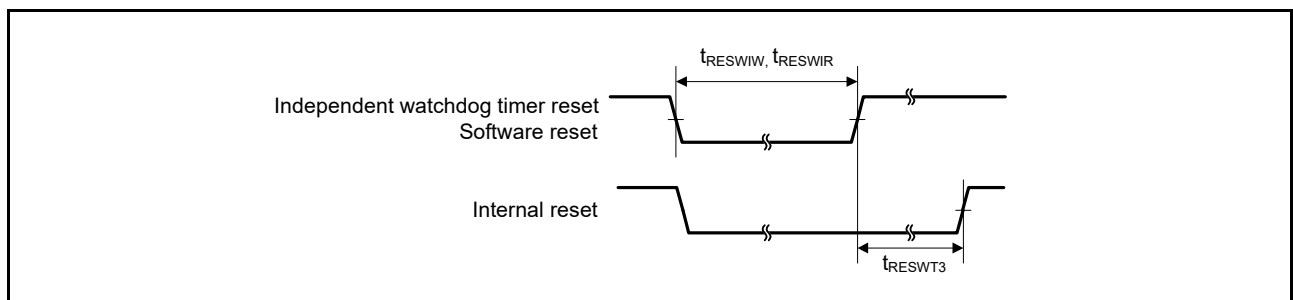 tRESWIW, tRESWIR
Independent watchdog timer reset
Software reset
Internal reset
tRESWT3